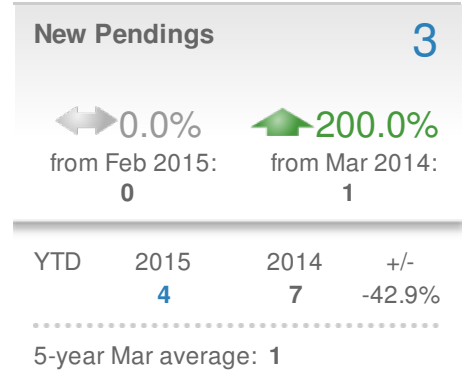 New Pendings 3
0.0% 200.0%
from Feb 2015: from Mar 2014:
0 1
YTD 2015 2014 +/-
4 7 -42.9%
5-year Mar average: 1